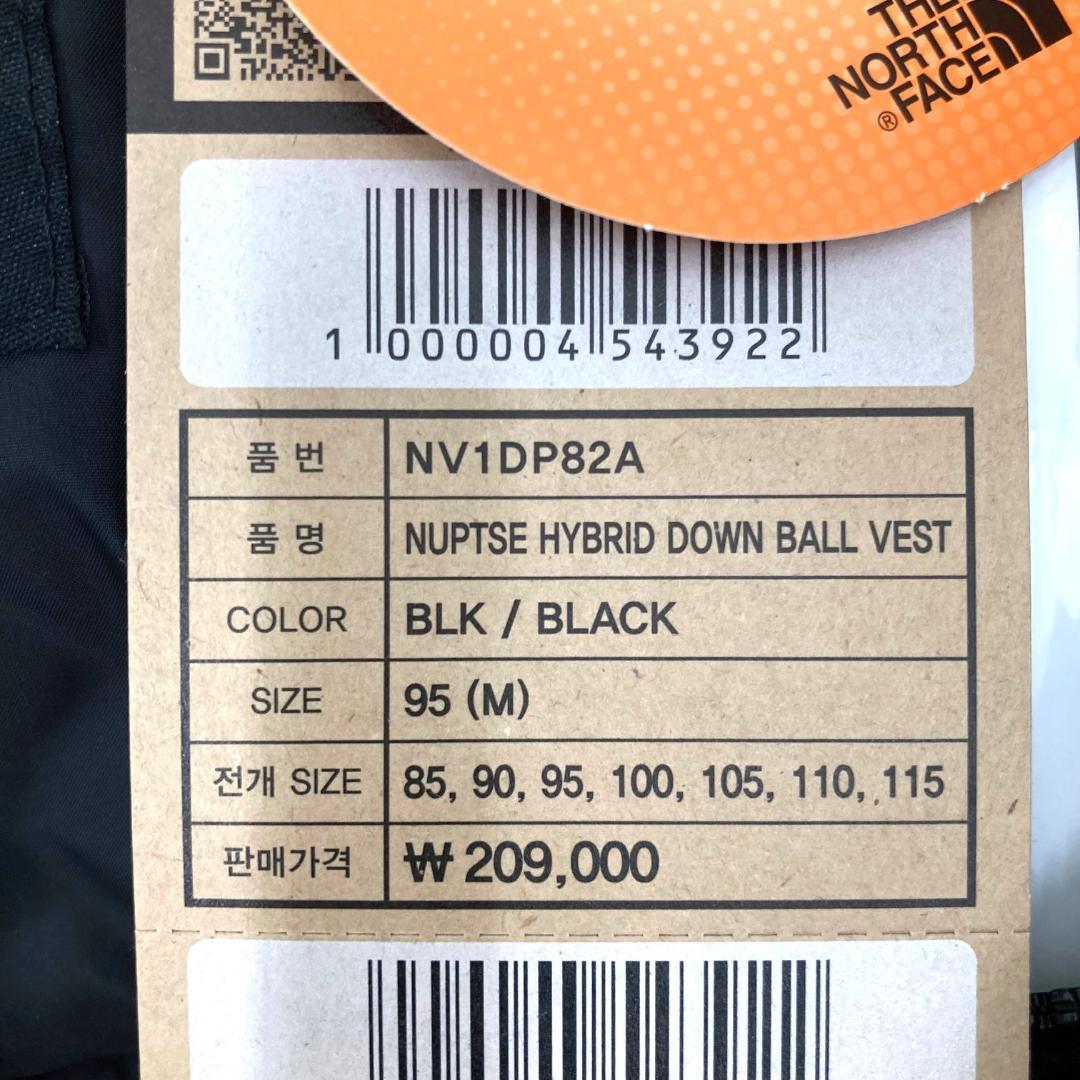 THE
NORTH
FACE
®
1 000004 543922
품 번 NV1DP82A
품 명 NUPTSE HYBRID DOWN BALL VEST
COLOR BLK / BLACK
SIZE 95 (M)
전개 SIZE 85, 90, 95, 100, 105, 110, 115
판매가격 ₩ 209,000